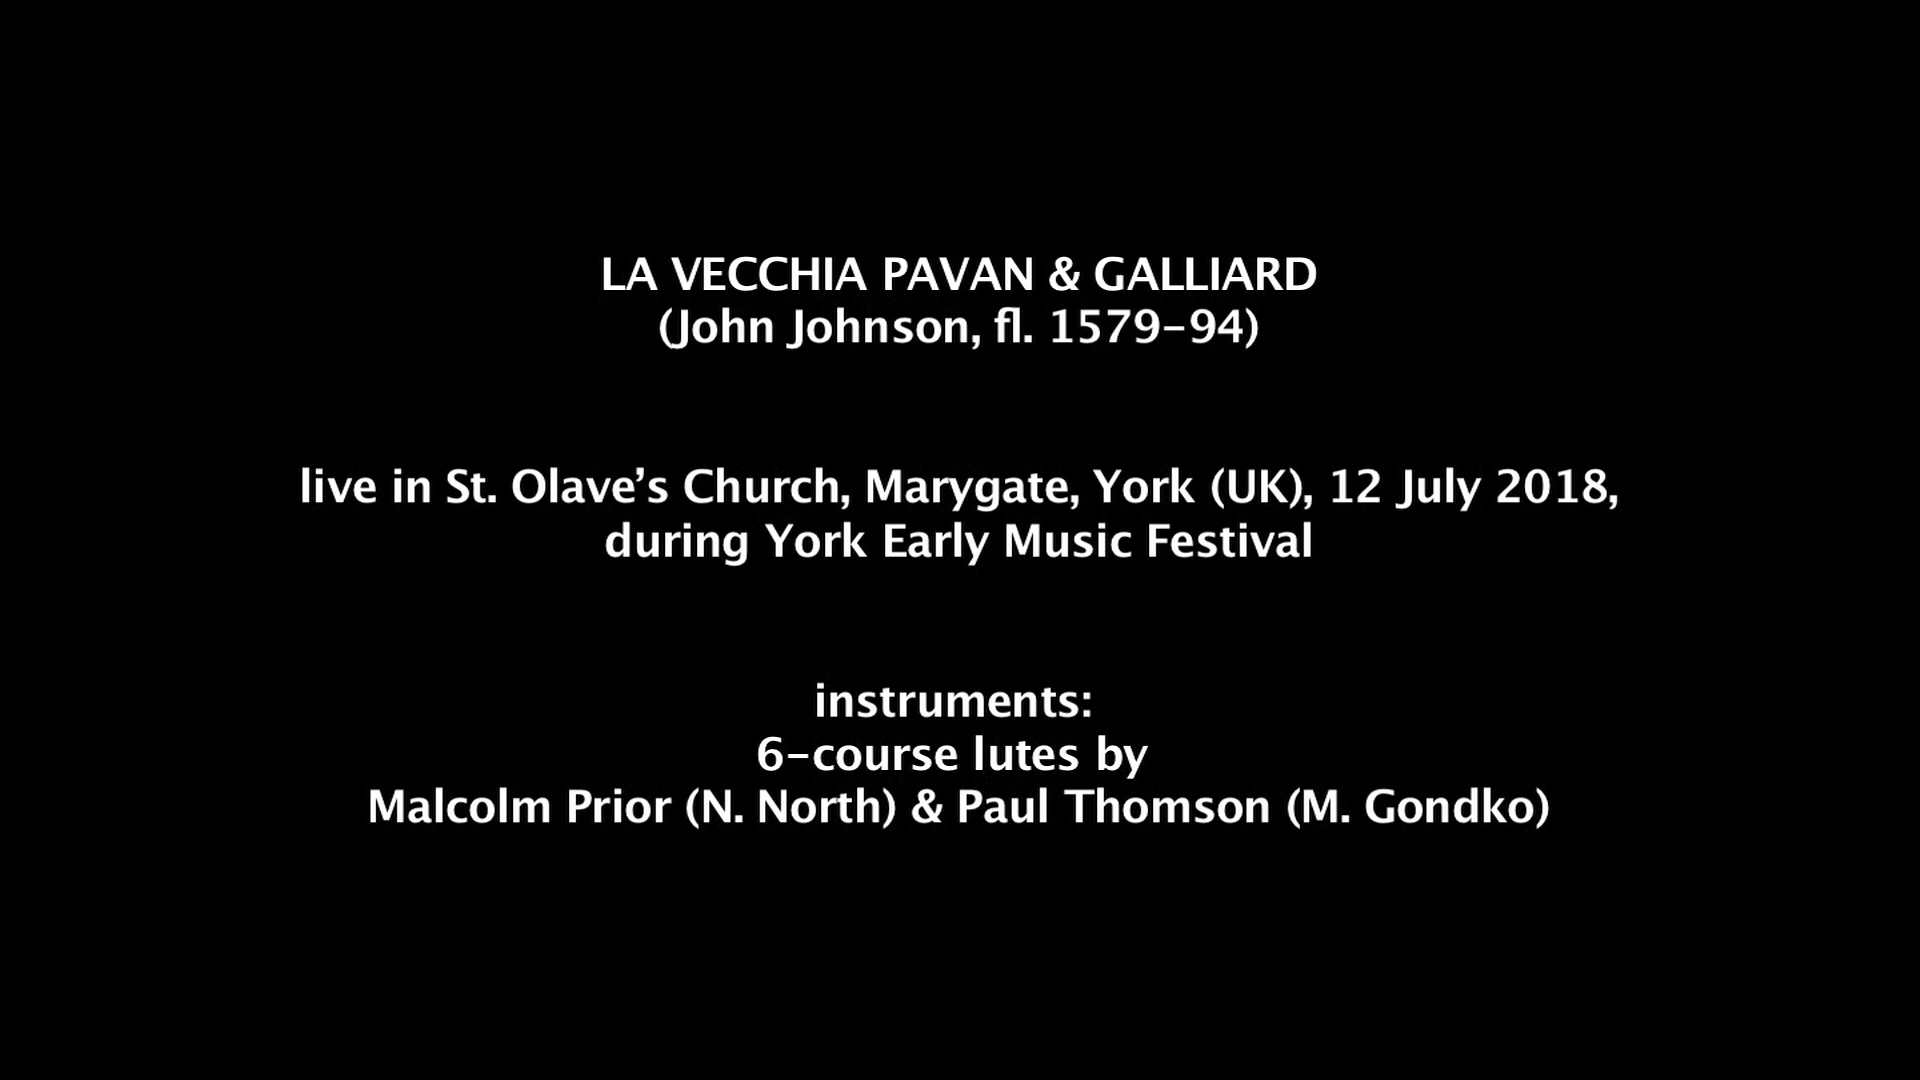 LA VECCHIA PAVAN & GALLIARD
(John Johnson, fl. 1579–94)
live in St. Olave’s Church, Marygate, York (UK), 12 July 2018,
during York Early Music Festival
instruments:
6–course lutes by
Malcolm Prior (N. North) & Paul Thomson (M. Gondko)